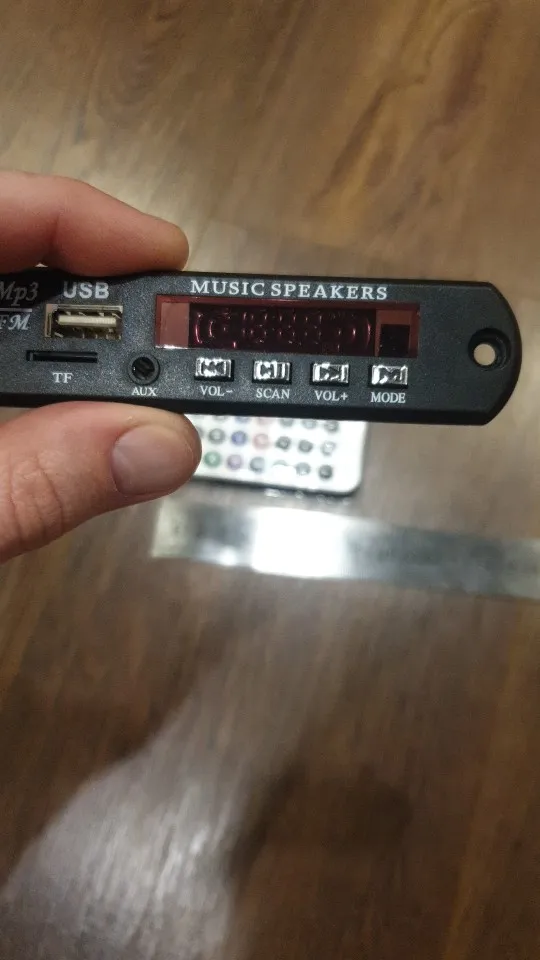 Mp3
FM
USB
MUSIC SPEAKERS
TF
AUX
VOL-
SCAN
VOL+
MODE